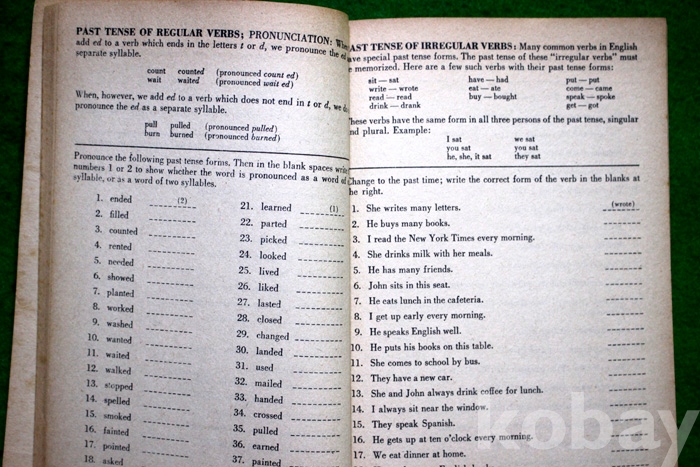 PAST TENSE OF REGULAR VERBS; PRONUNCIATION: When
add ed to a verb which ends in the letters t or d, we pronounce the ed
separate syllable.
count counted (pronounced count ed)
wait waited (pronounced wait ed)
When, however, we add ed to a verb which does not end in t or d, we do
pronounce the ed as a separate syllable.
pull pulled (pronounced pulled)
burn burned (pronounced burned)
Pronounce the following past tense forms. Then in the blank spaces write
numbers 1 or 2 to show whether the word is pronounced as a word of
syllable, or as a word of two syllables.
1. ended (2)
2. filled
3. counted
4. rented
5. needed
6. showed
7. planted
8. worked
9. washed
10. wanted
11. waited
12. walked
13. stopped
14. spelled
15. smoked
16. fainted
17. pointed
18. asked
21. learned (1)
22. parted
23. picked
24. looked
25. lived
26. liked
27. lasted
28. closed
29. changed
30. landed
31. used
32. mailed
33. handed
34. crossed
35. pulled
36. earned
37. painted
AST TENSE OF IRREGULAR VERBS: Many common verbs in English
ve special past tense forms. The past tense of these "irregular verbs" must
e memorized. Here are a few such verbs with their past tense forms:
sit — sat have — had put — put
write — wrote eat — ate come — came
read — read buy — bought speak — spoke
drink — drank get — got
hese verbs have the same form in all three persons of the past tense, singular
nd plural. Example:
I sat we sat
you sat you sat
he, she, it sat they sat
Change to the past time; write the correct form of the verb in the blanks at
he right.
1. She writes many letters. (wrote)
2. He buys many books.
3. I read the New York Times every morning.
4. She drinks milk with her meals.
5. He has many friends.
6. John sits in this seat.
7. He eats lunch in the cafeteria.
8. I get up early every morning.
9. He speaks English well.
10. He puts his books on this table.
11. She comes to school by bus.
12. They have a new car.
13. She and John always drink coffee for lunch.
14. I always sit near the window.
15. They speak Spanish.
16. He gets up at ten o'clock every morning.
17. We eat dinner at home.
kobay